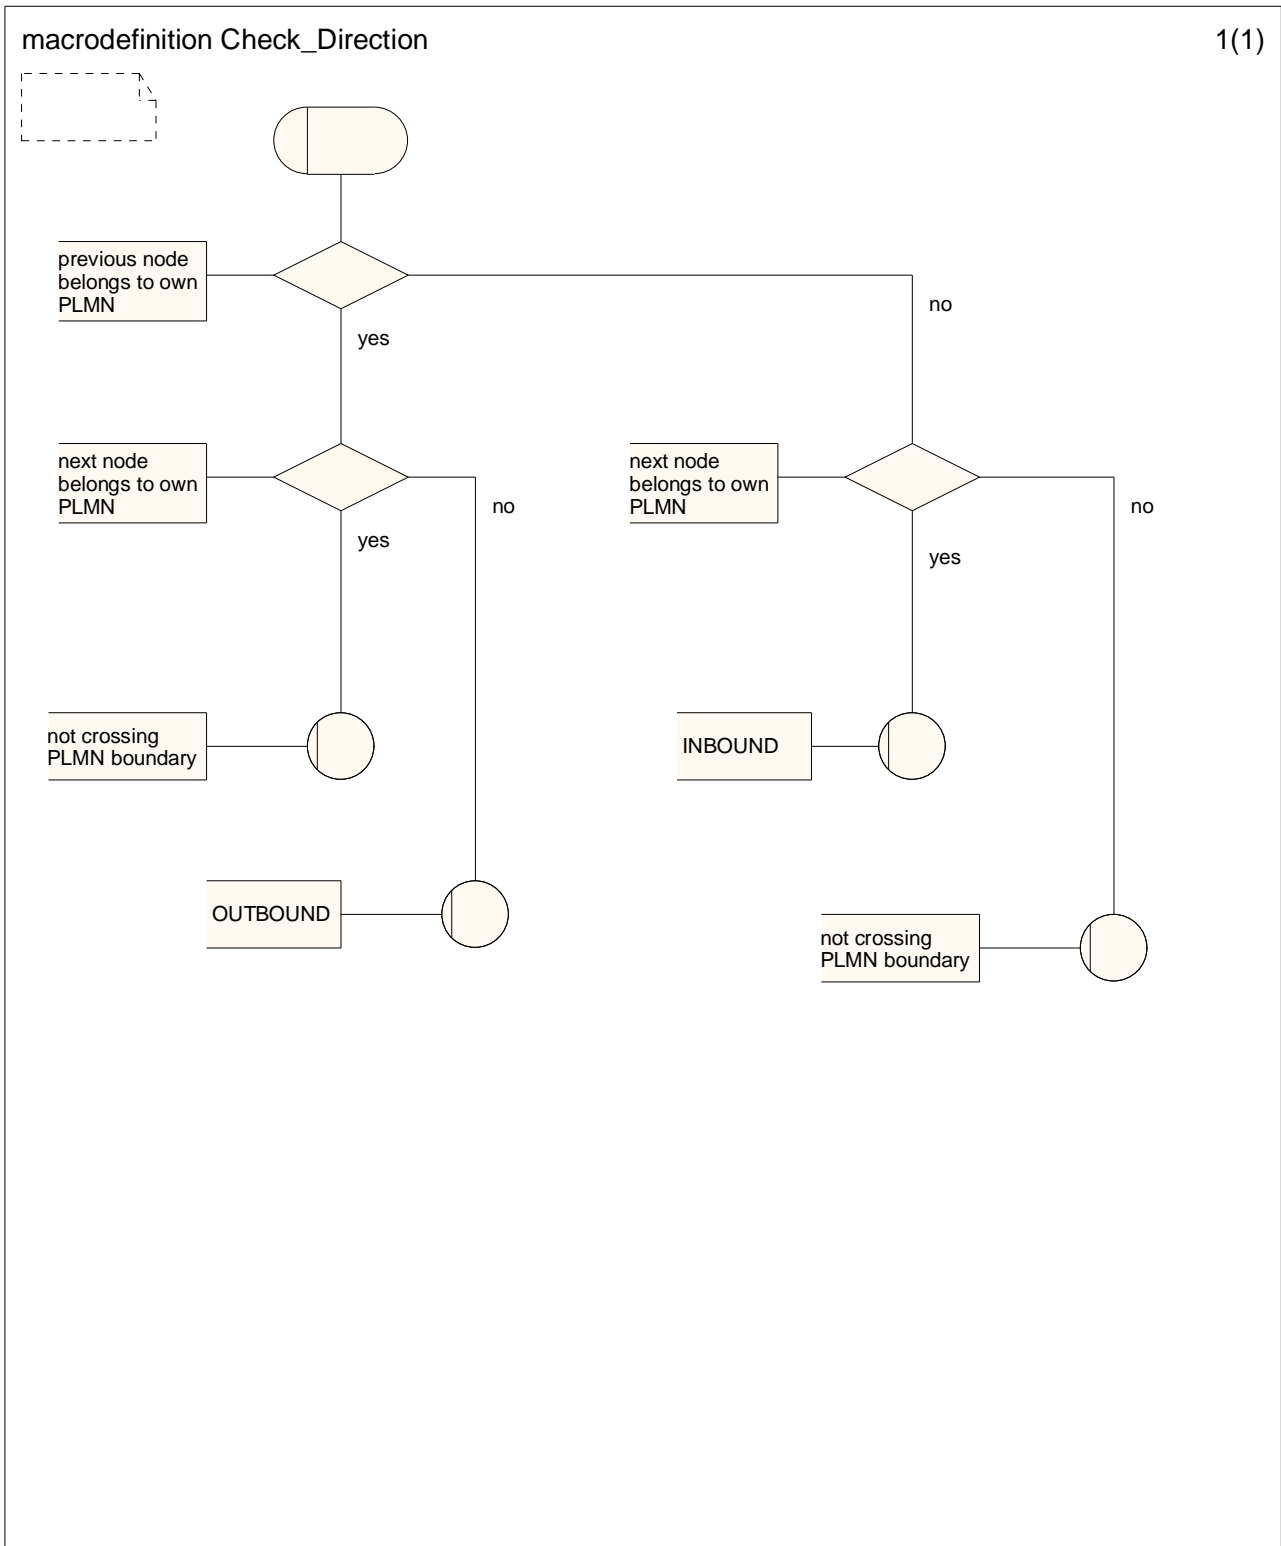 macrodefinition Check_Direction
1(1)
previous node
belongs to own
PLMN
no
yes
next node
belongs to own
PLMN
no
yes
next node
belongs to own
PLMN
no
yes
not crossing
PLMN boundary
INBOUND
OUTBOUND
not crossing
PLMN boundary